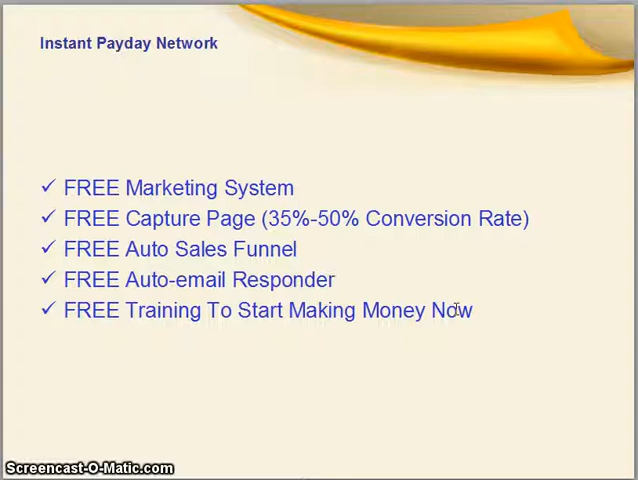 Instant Payday Network
✓ FREE Marketing System
✓ FREE Capture Page (35%-50% Conversion Rate)
✓ FREE Auto Sales Funnel
✓ FREE Auto-email Responder
✓ FREE Training To Start Making Money Now
Screencast-O-Matic.com